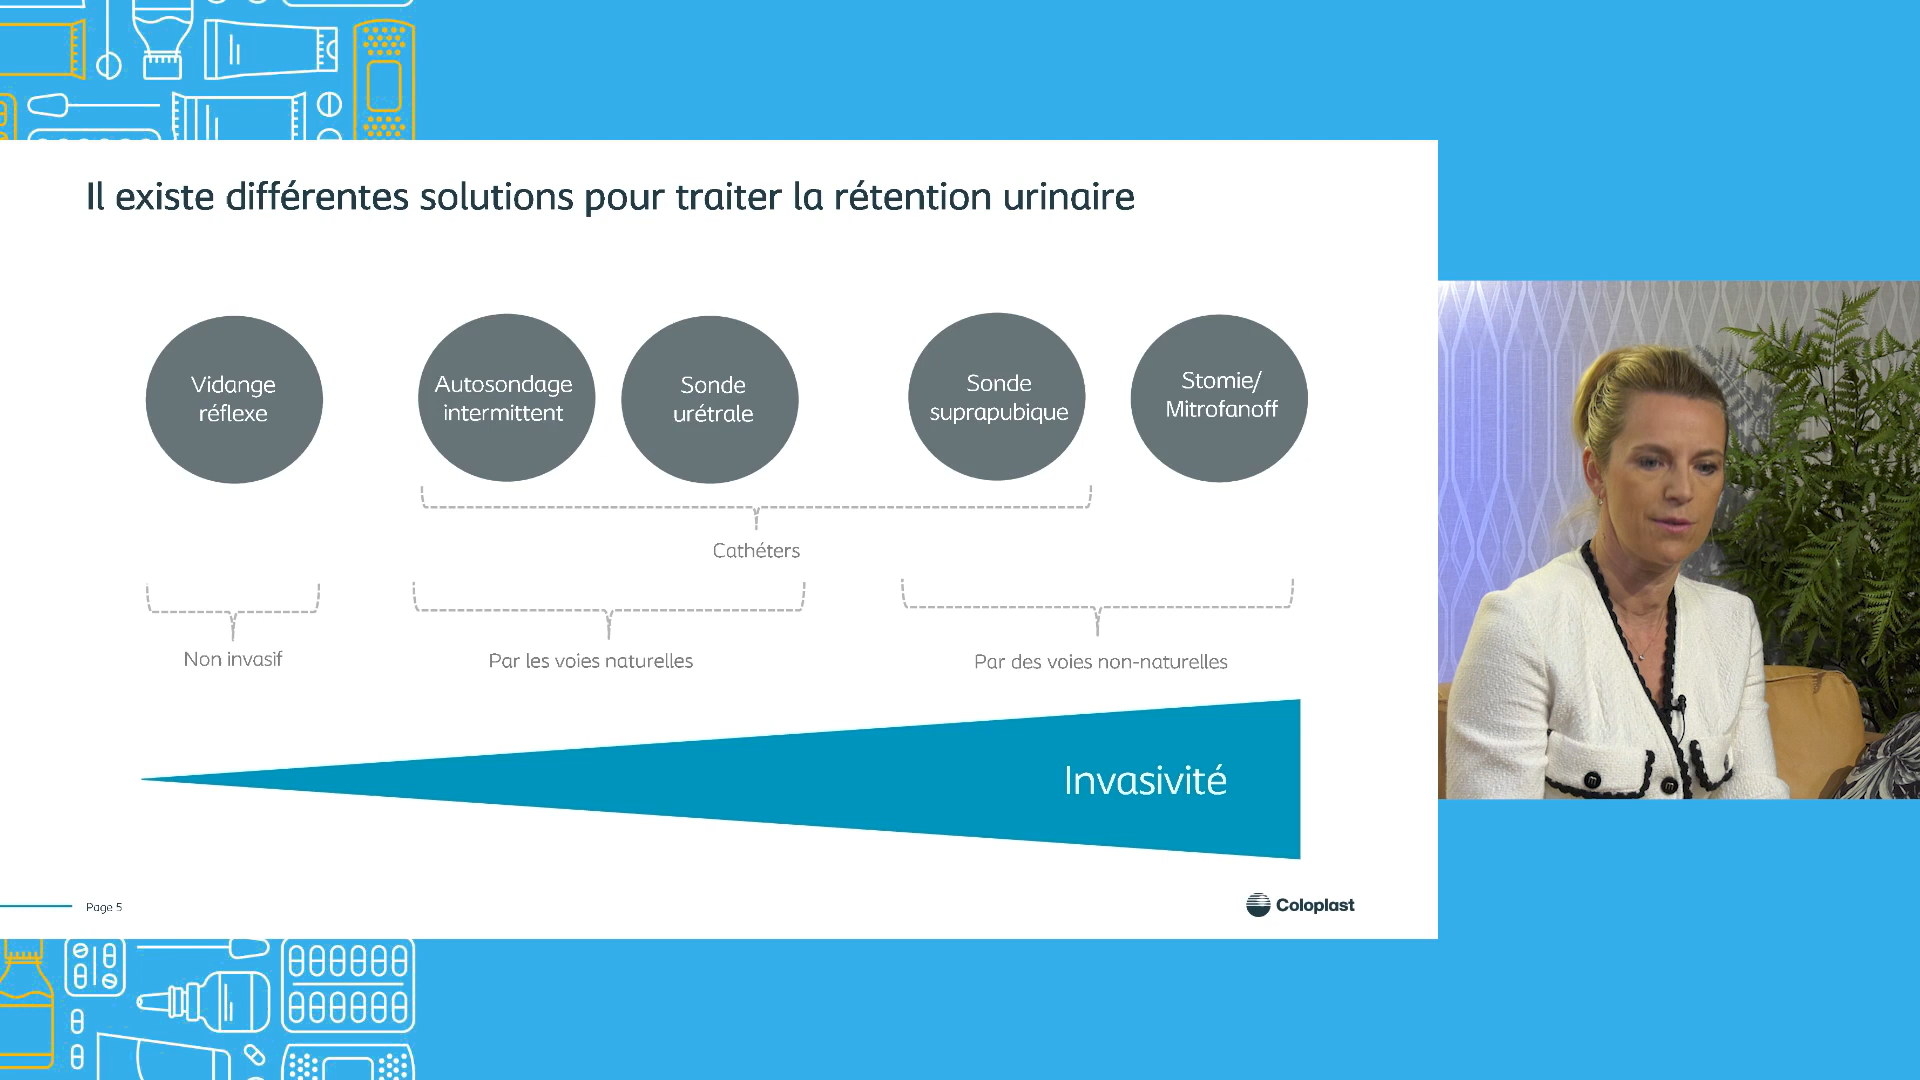 Il existe différentes solutions pour traiter la rétention urinaire
Vidange
réflexe
Autosondage
intermittent
Sonde
urétrale
Sonde
suprapubique
Stomie/
Mitrofanoff
Cathéters
Non invasif
Par les voies naturelles
Par des voies non-naturelles
Invasivité
Page 5
Coloplast